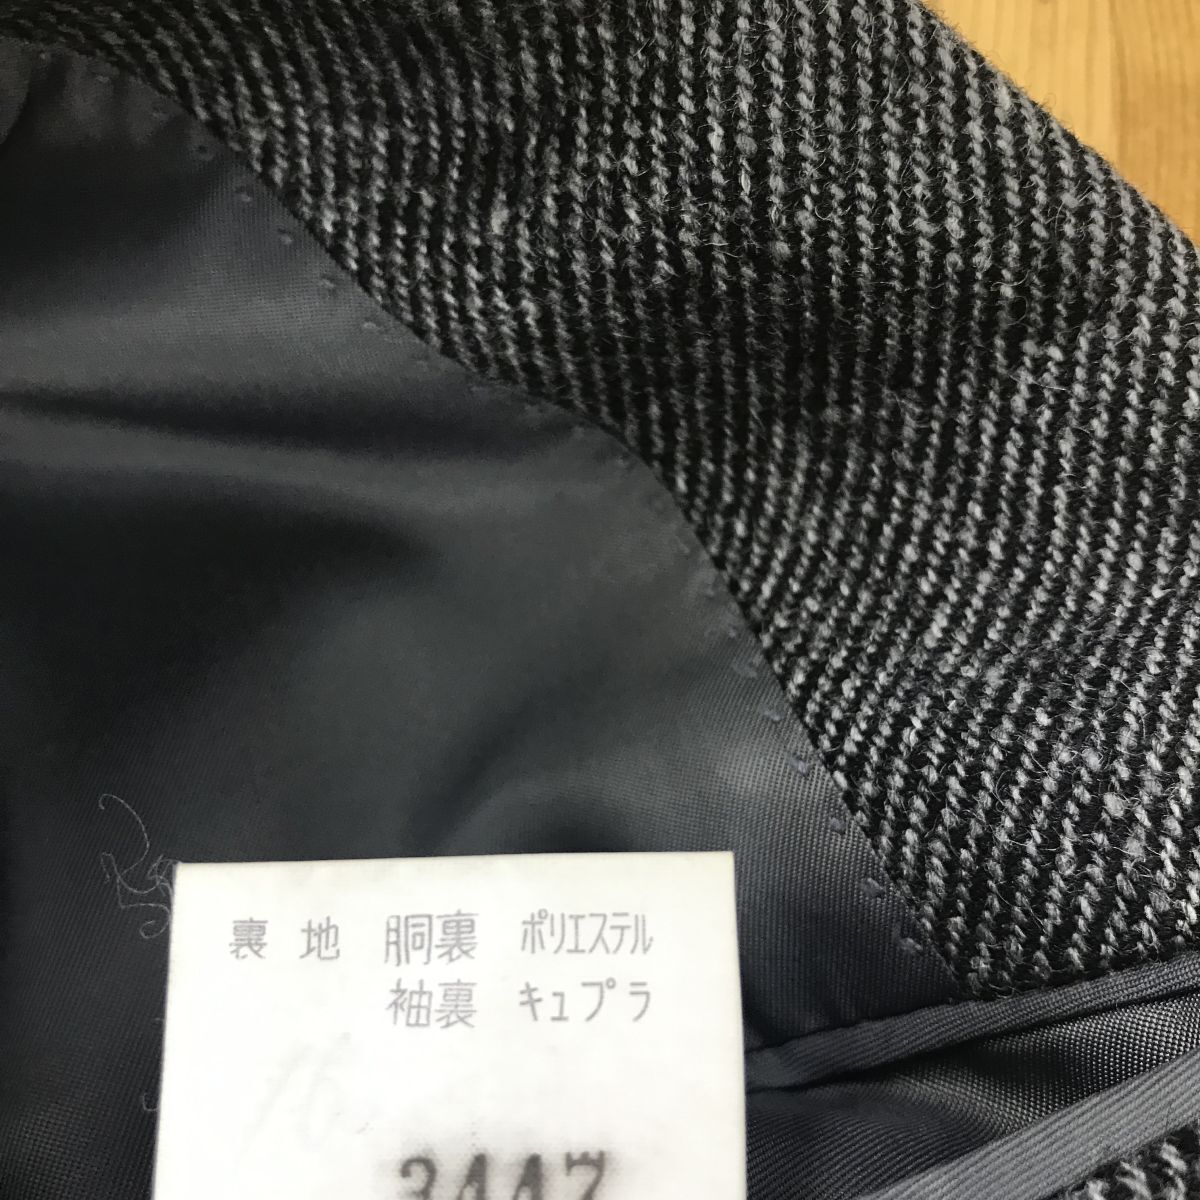 裏 地 胴裏 ポリエステル
袖裏 キュプラ
3447